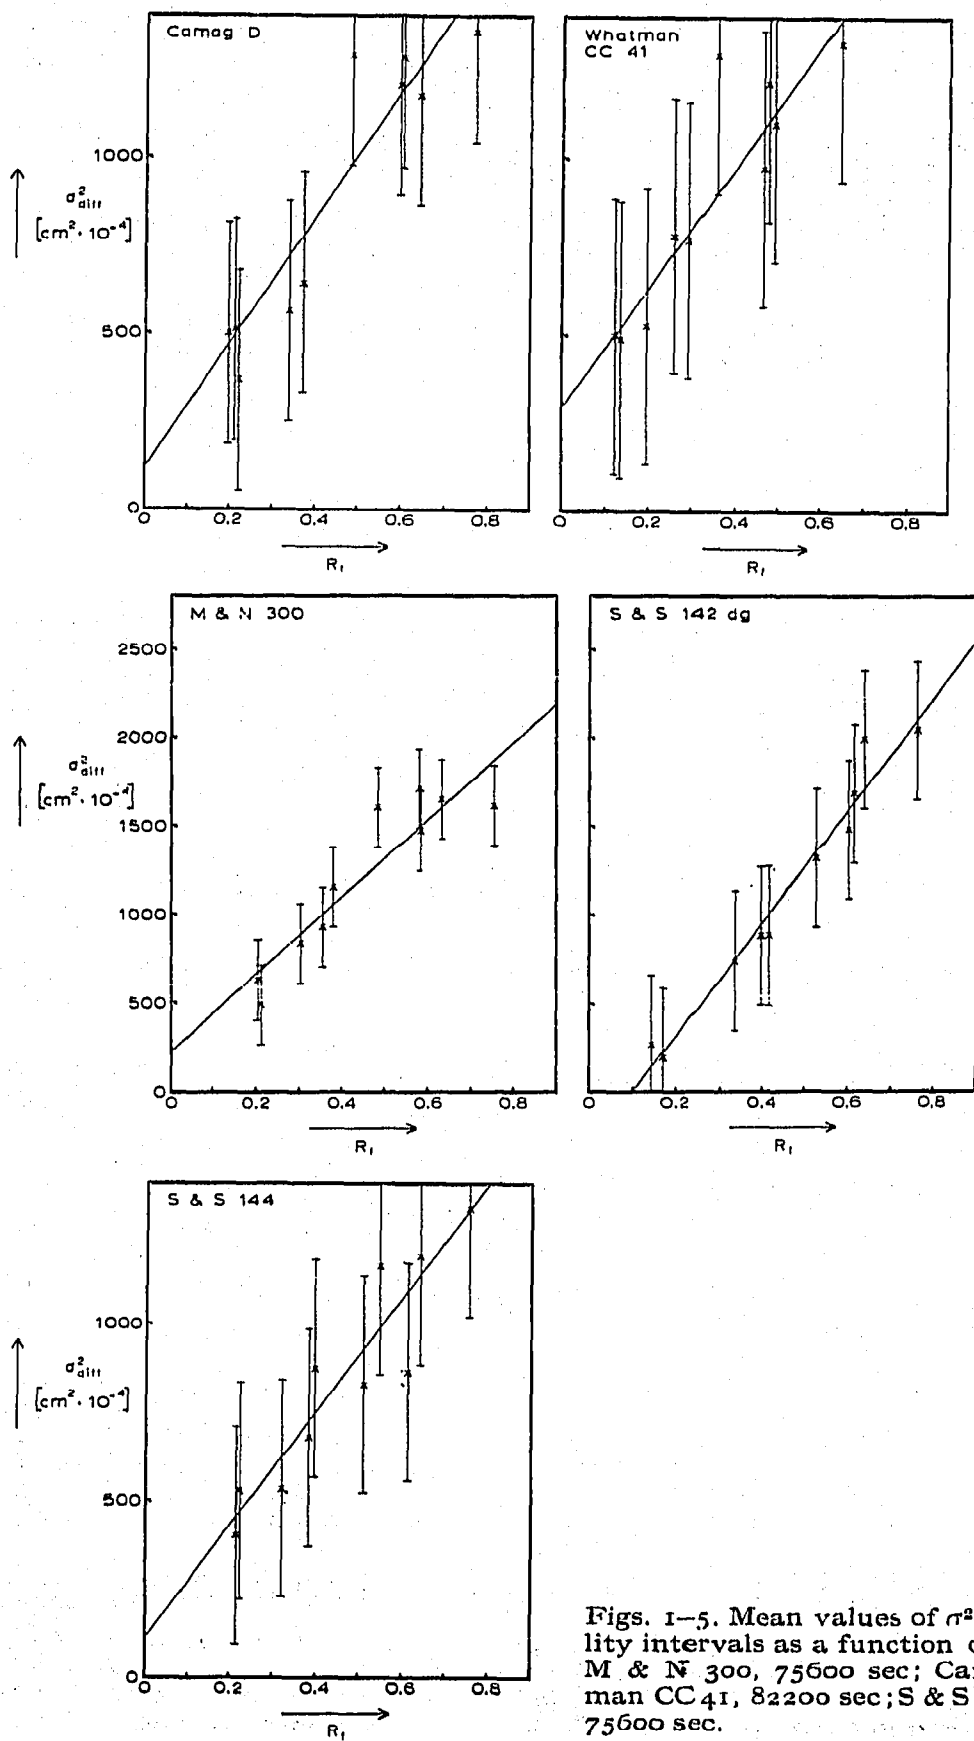 Camag D
1000
500
0
σ²diff
[cm²·10⁻⁴]
0 0.2 0.4 0.6 0.8
Rf
Whatman
CC 41
0 0.2 0.4 0.6 0.8
Rf
M & N 300
2500
2000
1500
1000
500
0
σ²diff
[cm²·10⁻⁴]
0 0.2 0.4 0.6 0.8
Rf
S & S 142 dg
0 0.2 0.4 0.6 0.8
Rf
S & S 144
1000
500
0
σ²diff
[cm²·10⁻⁴]
0 0.2 0.4 0.6 0.8
Rf
Figs. 1–5. Mean values of σ²
lity intervals as a function
M & N 300, 75600 sec; Ca
man CC 41, 82200 sec; S & S
75600 sec.